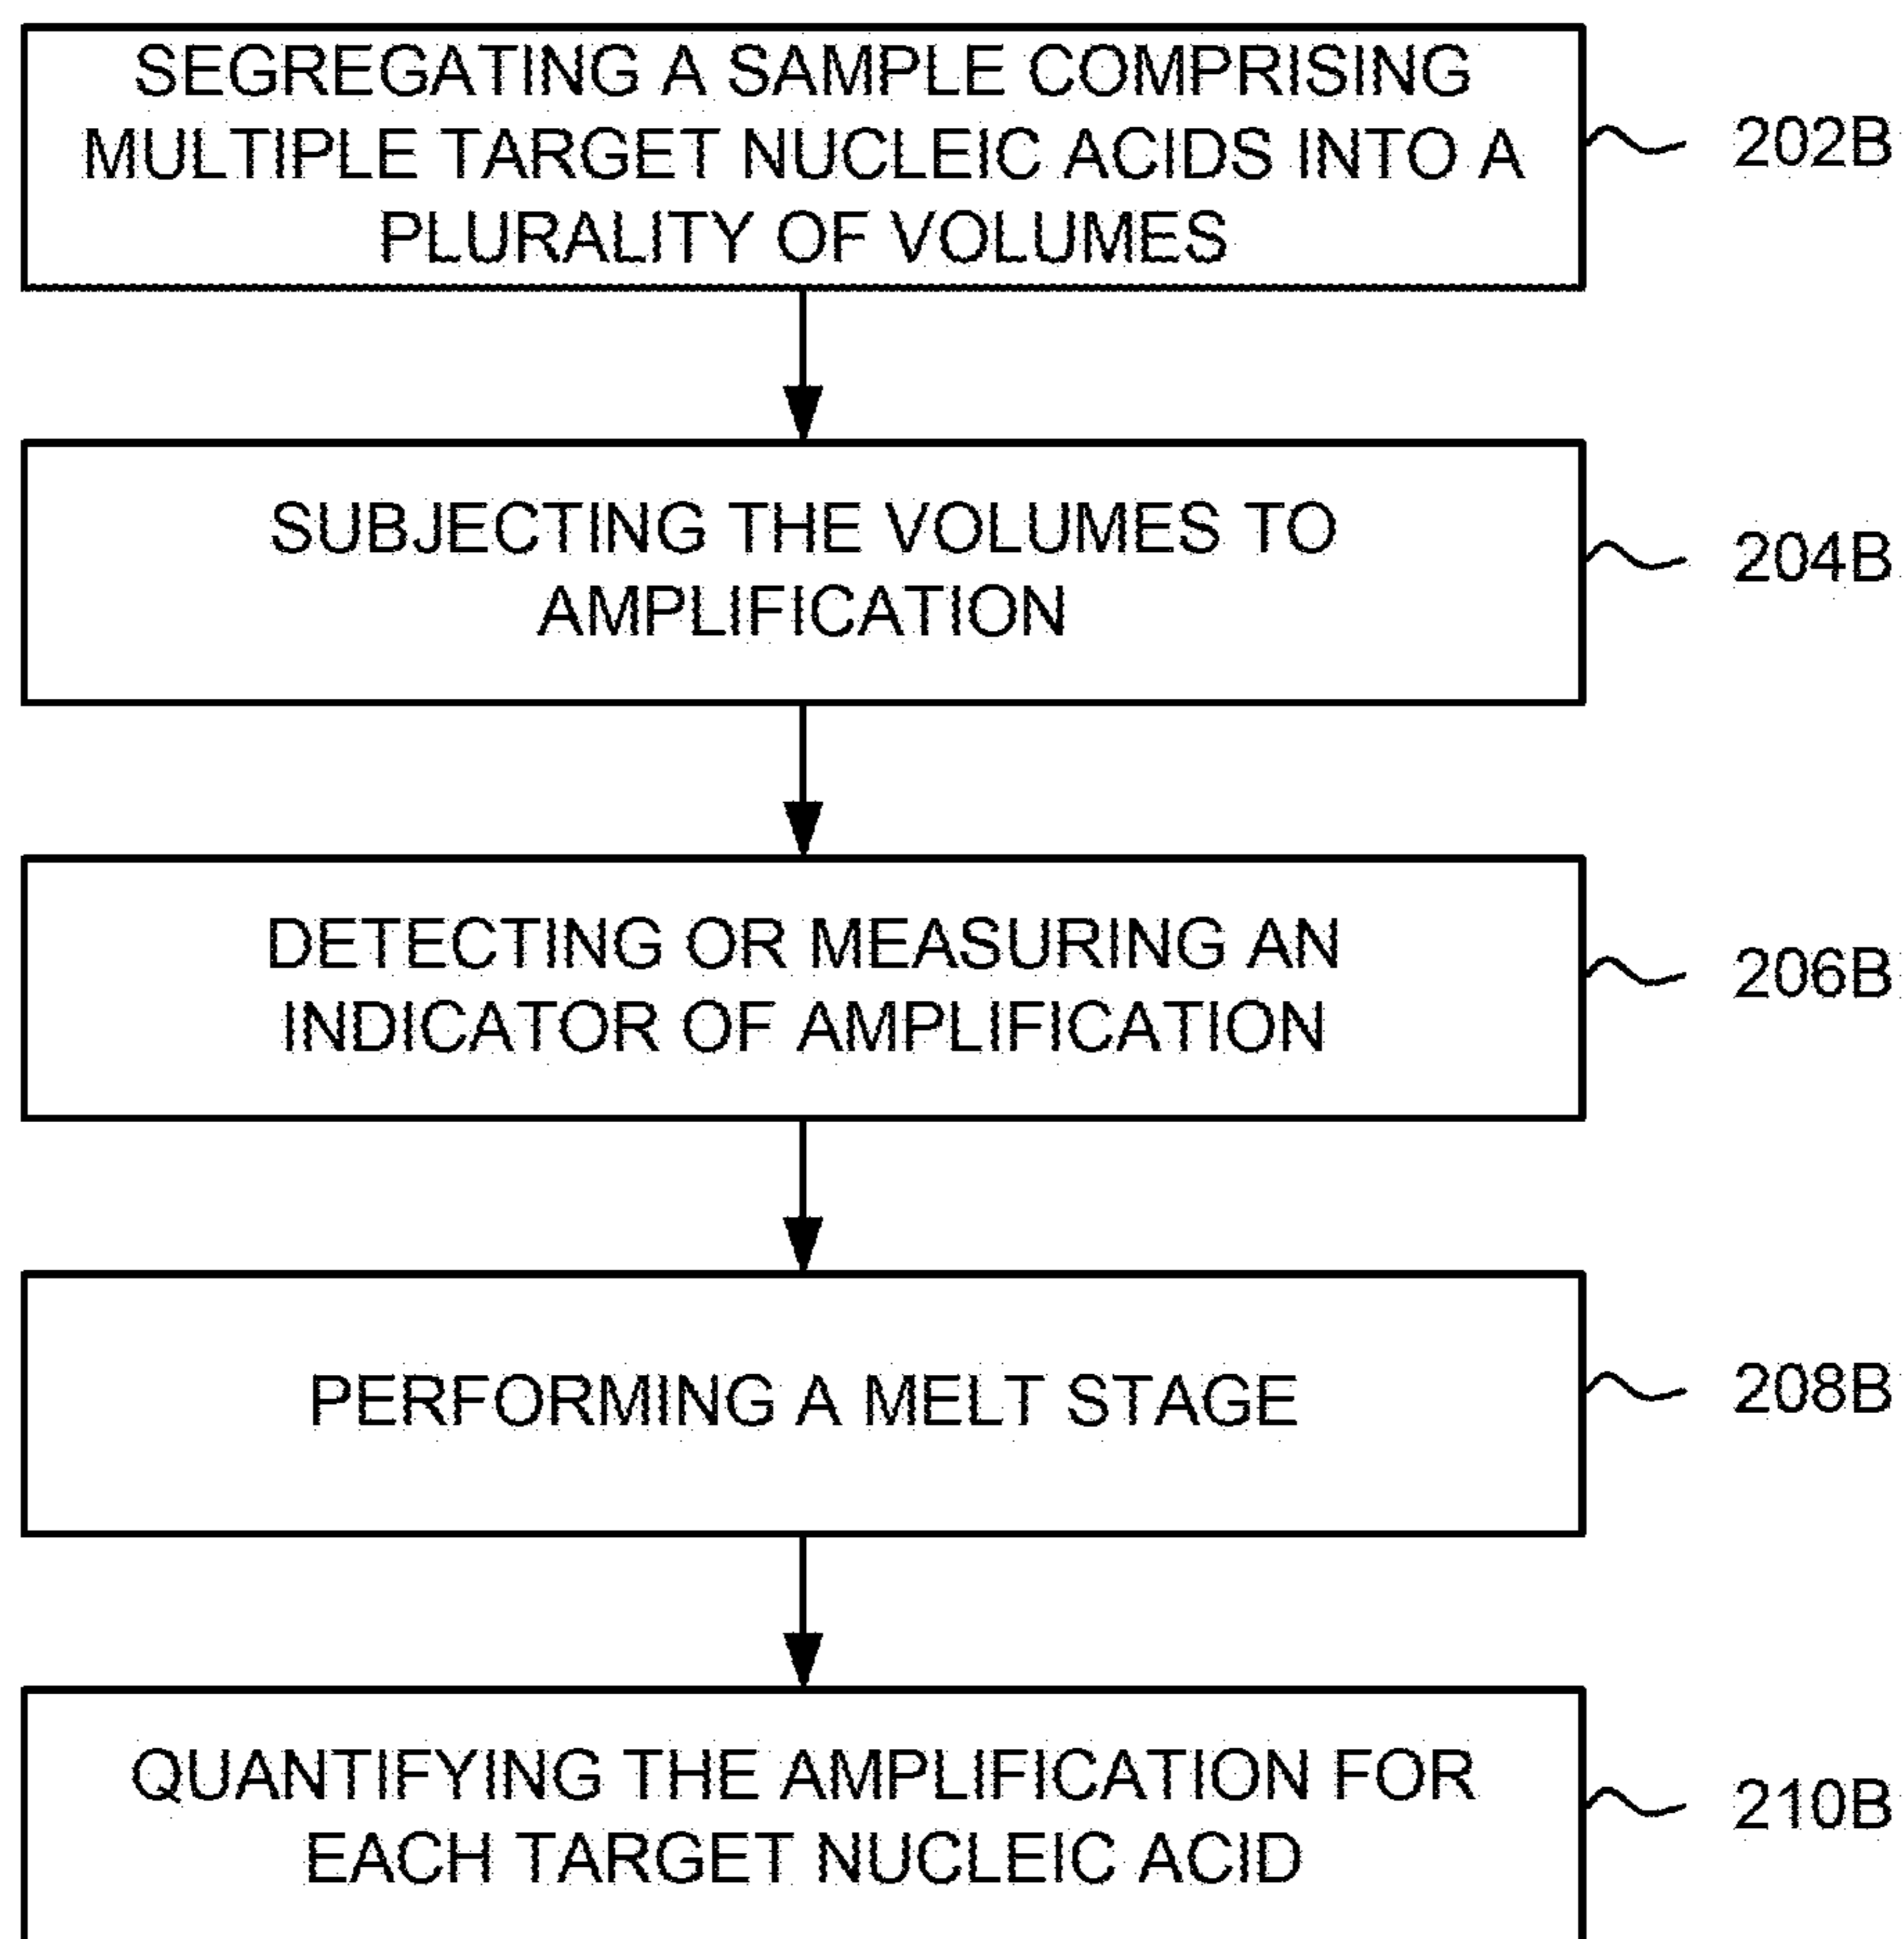 SEGREGATING A SAMPLE COMPRISING
MULTIPLE TARGET NUCLEIC ACIDS INTO A
PLURALITY OF VOLUMES
202B
SUBJECTING THE VOLUMES TO
AMPLIFICATION
204B
DETECTING OR MEASURING AN
INDICATOR OF AMPLIFICATION
206B
PERFORMING A MELT STAGE
208B
QUANTIFYING THE AMPLIFICATION FOR
EACH TARGET NUCLEIC ACID
210B